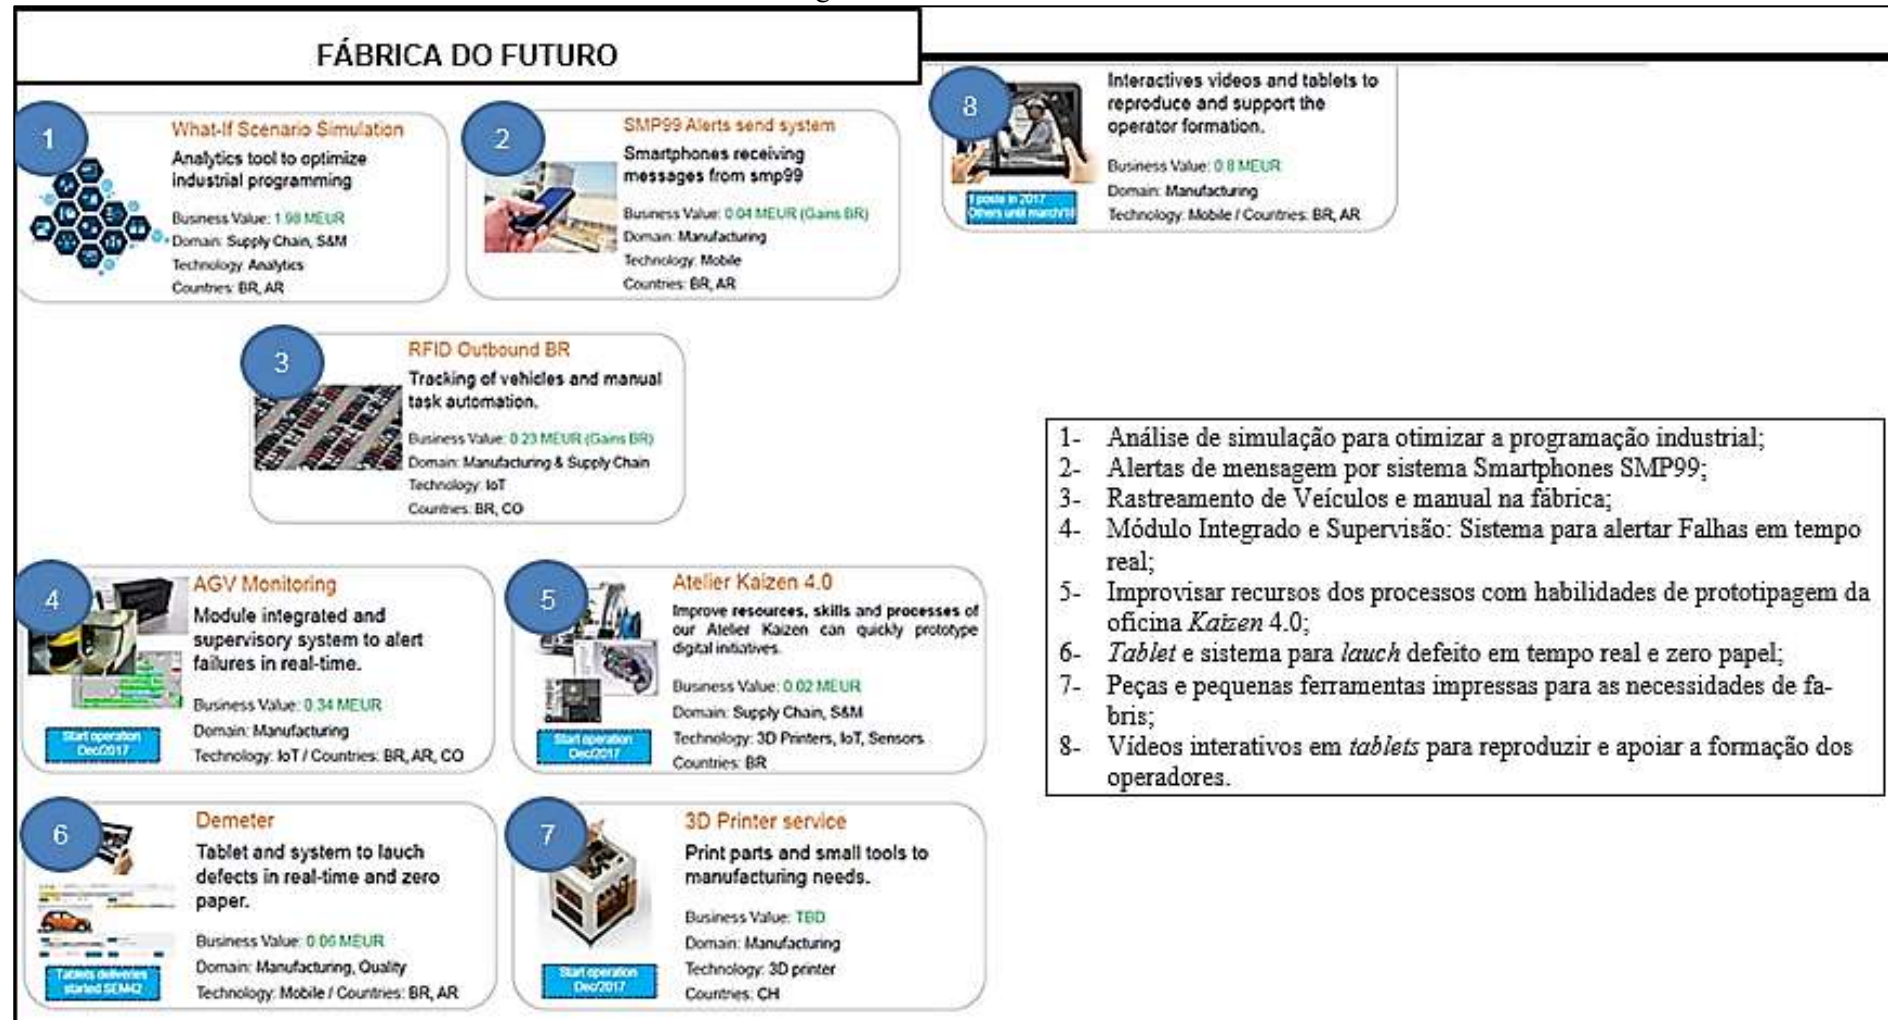 FÁBRICA DO FUTURO
1
What-If Scenario Simulation
Analytics tool to optimize
industrial programming
Business Value: 1.98 MEUR
Domain: Supply Chain, S&M
Technology: Analytics
Countries: BR, AR
2
SMP99 Alerts send system
Smartphones receiving
messages from smp99
Business Value: 0.04 MEUR (Gains BR)
Domain: Manufacturing
Technology: Mobile
Countries: BR, AR
8
Interactives videos and tablets to
reproduce and support the
operator formation.
Business Value: 0.8 MEUR
Domain: Manufacturing
Technology: Mobile / Countries: BR, AR
1 poste in 2017
Others until march/18
3
RFID Outbound BR
Tracking of vehicles and manual
task automation.
Business Value: 0.23 MEUR (Gains BR)
Domain: Manufacturing & Supply Chain
Technology: IoT
Countries: BR, CO
4
AGV Monitoring
Module integrated and
supervisory system to alert
failures in real-time.
Business Value: 0.34 MEUR
Domain: Manufacturing
Technology: IoT / Countries: BR, AR, CO
Start operation
Dec/2017
5
Atelier Kaizen 4.0
Improve resources, skills and processes of
our Atelier Kaizen can quickly prototype
digital initiatives.
Business Value: 0.02 MEUR
Domain: Supply Chain, S&M
Technology: 3D Printers, IoT, Sensors
Countries: BR
Start operation
Dec/2017
6
Demeter
Tablet and system to lauch
defects in real-time and zero
paper.
Business Value: 0.06 MEUR
Domain: Manufacturing, Quality
Technology: Mobile / Countries: BR, AR
Tablets deliveries
started SEM42
7
3D Printer service
Print parts and small tools to
manufacturing needs.
Business Value: TBD
Domain: Manufacturing
Technology: 3D printer
Countries: CH
Start operation
Dec/2017
1- Análise de simulação para otimizar a programação industrial;
2- Alertas de mensagem por sistema Smartphones SMP99;
3- Rastreamento de Veículos e manual na fábrica;
4- Módulo Integrado e Supervisão: Sistema para alertar Falhas em tempo
real;
5- Improvisar recursos dos processos com habilidades de prototipagem da
oficina Kaizen 4.0;
6- Tablet e sistema para lauch defeito em tempo real e zero papel;
7- Peças e pequenas ferramentas impressas para as necessidades de fa-
bris;
8- Vídeos interativos em tablets para reproduzir e apoiar a formação dos
operadores.